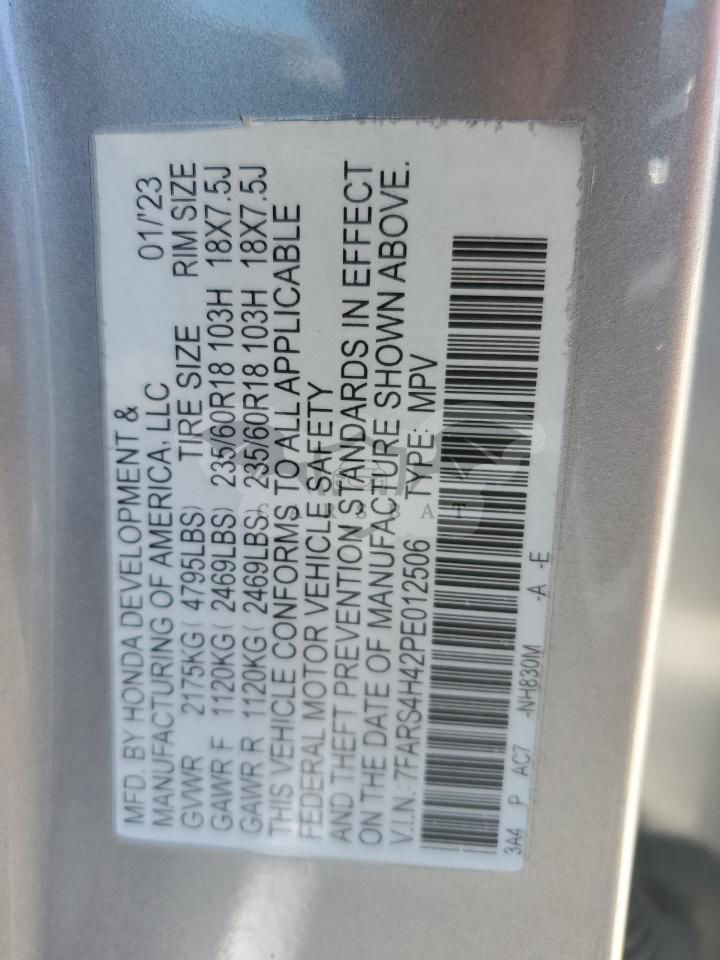 MFD. BY HONDA DEVELOPMENT &
MANUFACTURING OF AMERICA, LLC 01/'23
GVWR 2175KG( 4795LBS) TIRE SIZE RIM SIZE
GAWR F 1120KG( 2469LBS) 235/60R18 103H 18X7.5J
GAWR R 1120KG( 2469LBS) 235/60R18 103H 18X7.5J
THIS VEHICLE CONFORMS TO ALL APPLICABLE
FEDERAL MOTOR VEHICLE SAFETY
AND THEFT PREVENTION STANDARDS IN EFFECT
ON THE DATE OF MANUFACTURE SHOWN ABOVE.
V.I.N.: 7FARS4H42PE012506 TYPE: MPV
3A4 P AC7 -NH830M -A -E
CARSBAT